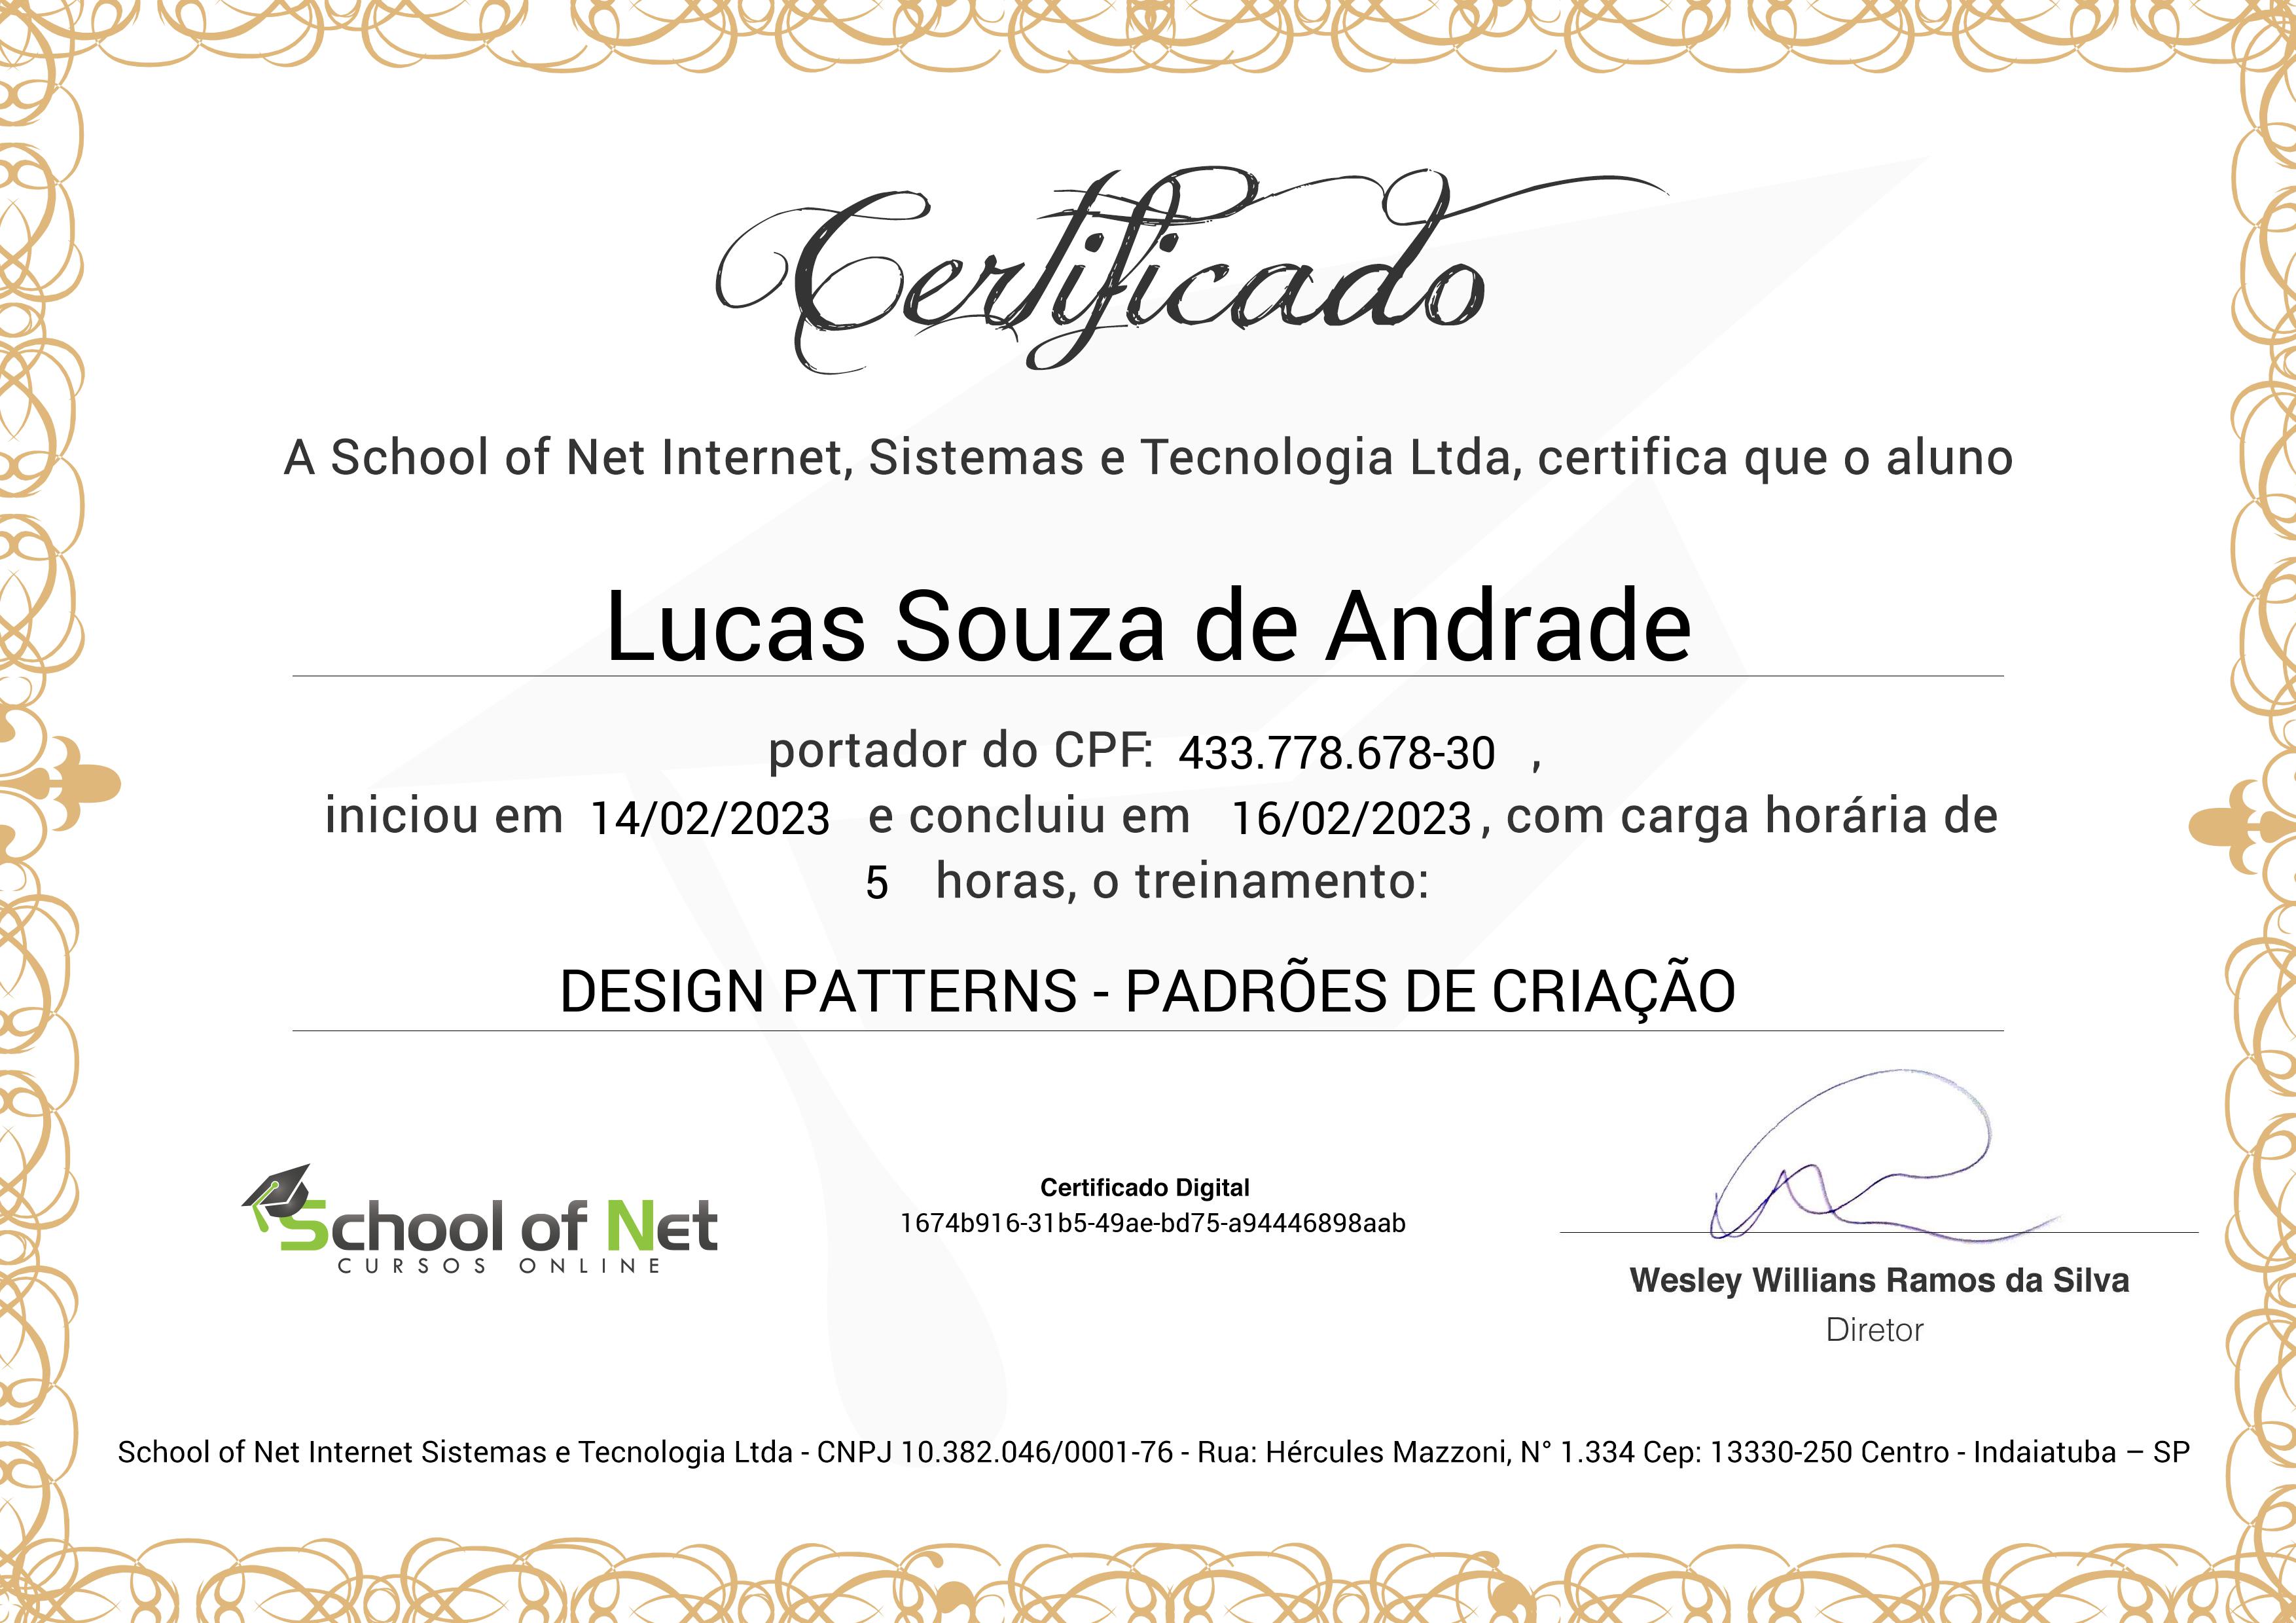 Certificado
A School of Net Internet, Sistemas e Tecnologia Ltda, certifica que o aluno
Lucas Souza de Andrade
portador do CPF: 433.778.678-30 ,
iniciou em 14/02/2023 e concluiu em 16/02/2023, com carga horária de
5 horas, o treinamento:
DESIGN PATTERNS - PADRÕES DE CRIAÇÃO
School of Net
CURSOS ONLINE
Certificado Digital
1674b916-31b5-49ae-bd75-a94446898aab
Wesley Willians Ramos da Silva
Diretor
School of Net Internet Sistemas e Tecnologia Ltda - CNPJ 10.382.046/0001-76 - Rua: Hércules Mazzoni, N° 1.334 Cep: 13330-250 Centro - Indaiatuba – SP